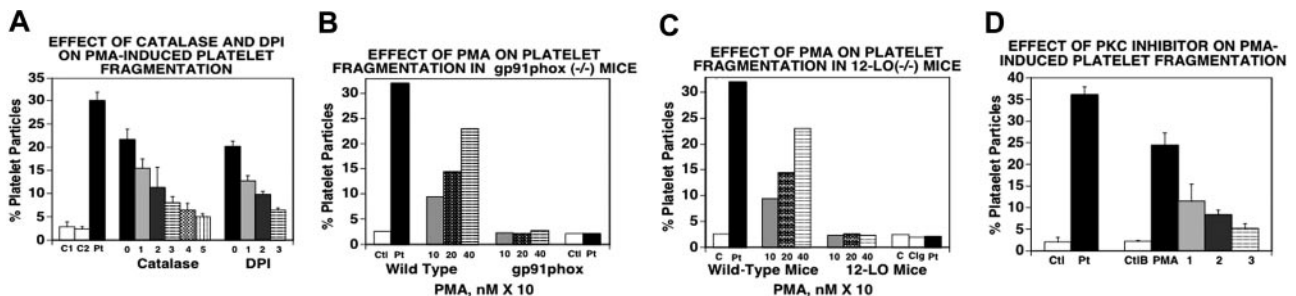 A
EFFECT OF CATALASE AND DPI
ON PMA-INDUCED PLATELET
FRAGMENTATION
% Platelet Particles
35
30
25
20
15
10
5
0
C1 C2 Pt 0 1 2 3 4 5 0 1 2 3
Catalase DPI
B
EFFECT OF PMA ON PLATELET
FRAGMENTATION IN gp91phox (-/-) MICE
% Platelet Particles
30
25
20
15
10
5
0
Ctl Pt 10 20 40 10 20 40 Ctl Pt
Wild Type gp91phox
PMA, nM X 10
C
EFFECT OF PMA ON PLATELET
FRAGMENTATION IN 12-LO(-/-) MICE
% Platelet Particles
30
25
20
15
10
5
0
C Pt 10 20 40 10 20 40 C CIg Pt
Wild-Type Mice 12-LO Mice
PMA, nM X 10
D
EFFECT OF PKC INHIBITOR ON PMA-
INDUCED PLATELET FRAGMENTATION
% Plataelet Particles
40
35
30
25
20
15
10
5
0
Ctl Pt CtlB PMA 1 2 3